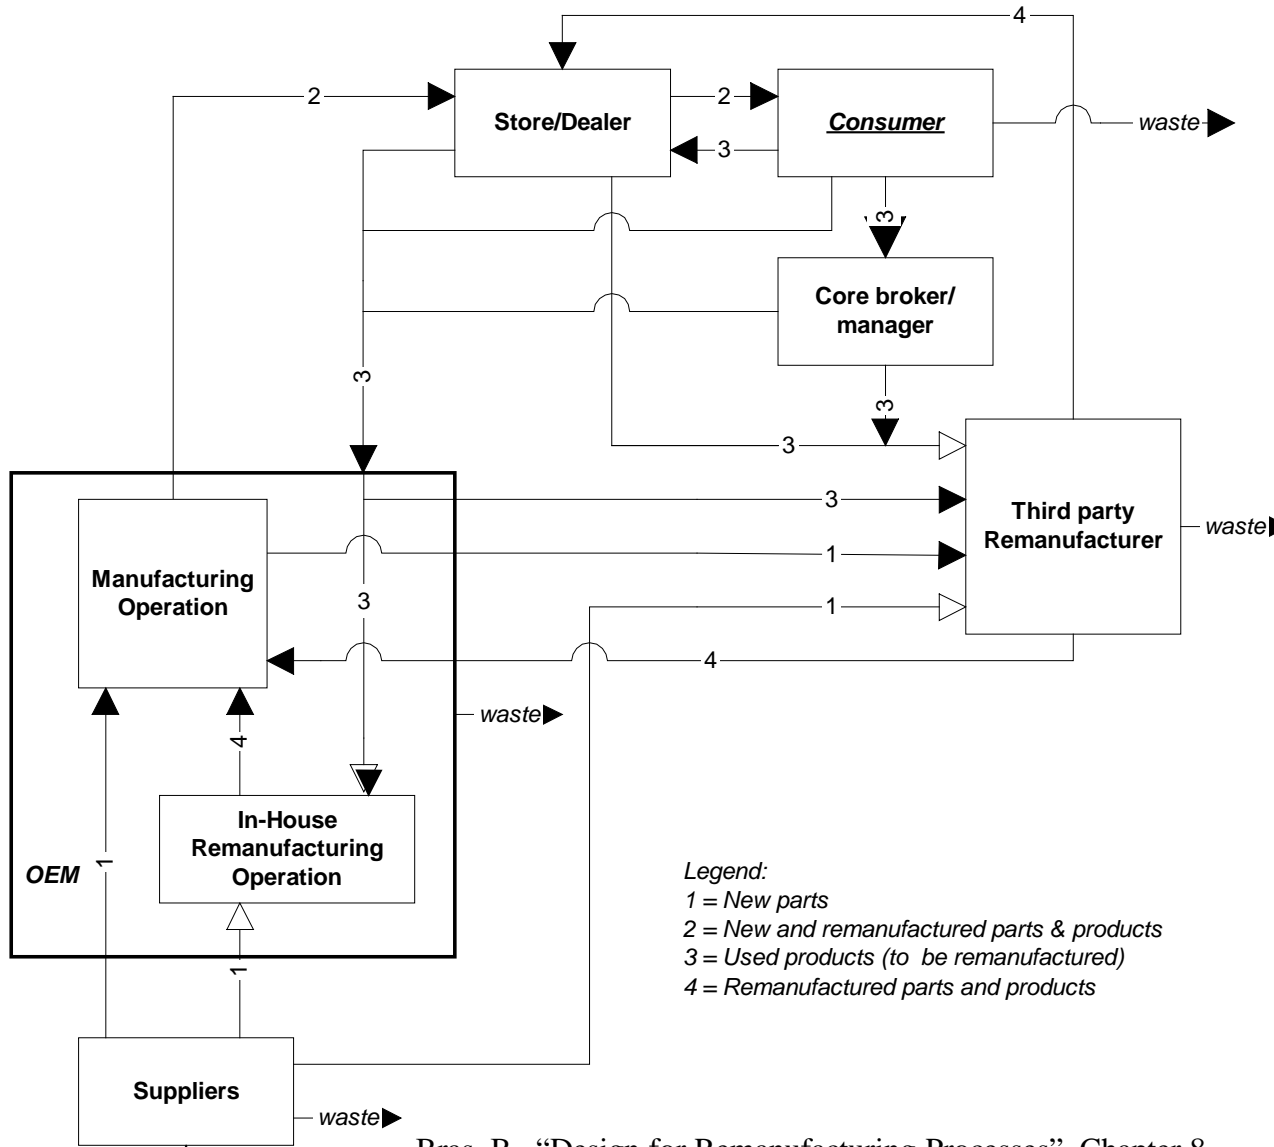 4
2
Store/Dealer
2
Consumer
waste
3
3
Core broker/
manager
3
3
3
3
Third party
Remanufacturer
waste
1
Manufacturing
Operation
3
1
4
waste
4
In-House
Remanufacturing
Operation
1
OEM
1
Legend:
1 = New parts
2 = New and remanufactured parts & products
3 = Used products (to be remanufactured)
4 = Remanufactured parts and products
Suppliers
waste
Bras, B., “Design for Remanufacturing Processes”, Chapter 8